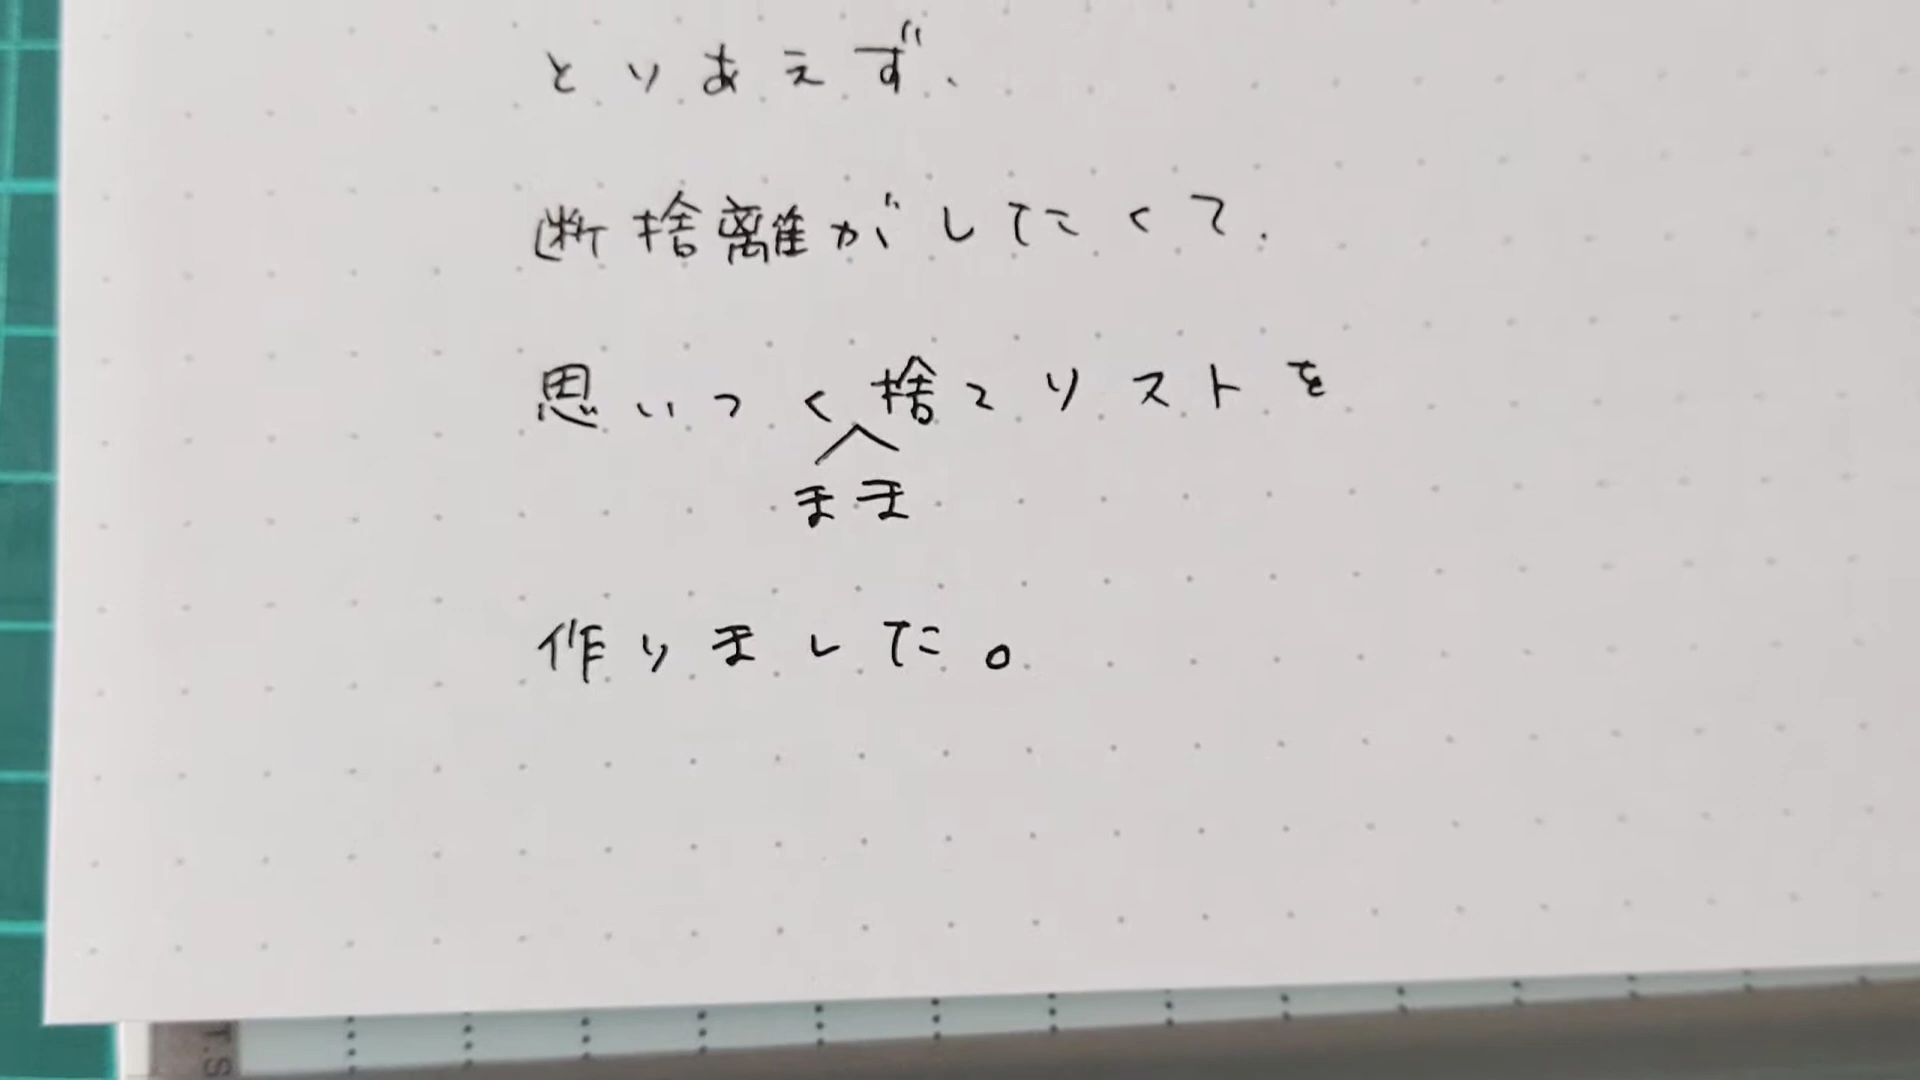 とりあえず、
断捨離がしたくて、
思いつく捨てリストを
まま
作りました。
T.S